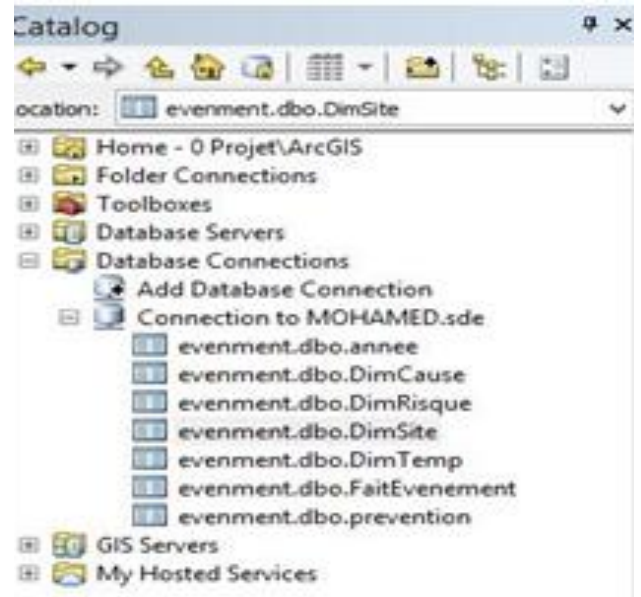 Catalog
ocation: evenment.dbo.DimSite
Home - 0 Projet\ArcGIS
Folder Connections
Toolboxes
Database Servers
Database Connections
Add Database Connection
Connection to MOHAMED.sde
evenment.dbo.annee
evenment.dbo.DimCause
evenment.dbo.DimRisque
evenment.dbo.DimSite
evenment.dbo.DimTemp
evenment.dbo.FaitEvenement
evenment.dbo.prevention
GIS Servers
My Hosted Services